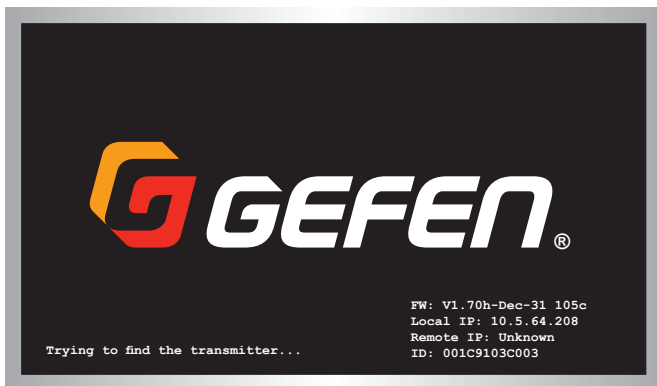 GEFEN®
FW: V1.70h-Dec-31 105c
Local IP: 10.5.64.208
Remote IP: Unknown
Trying to find the transmitter...
ID: 001C9103C003